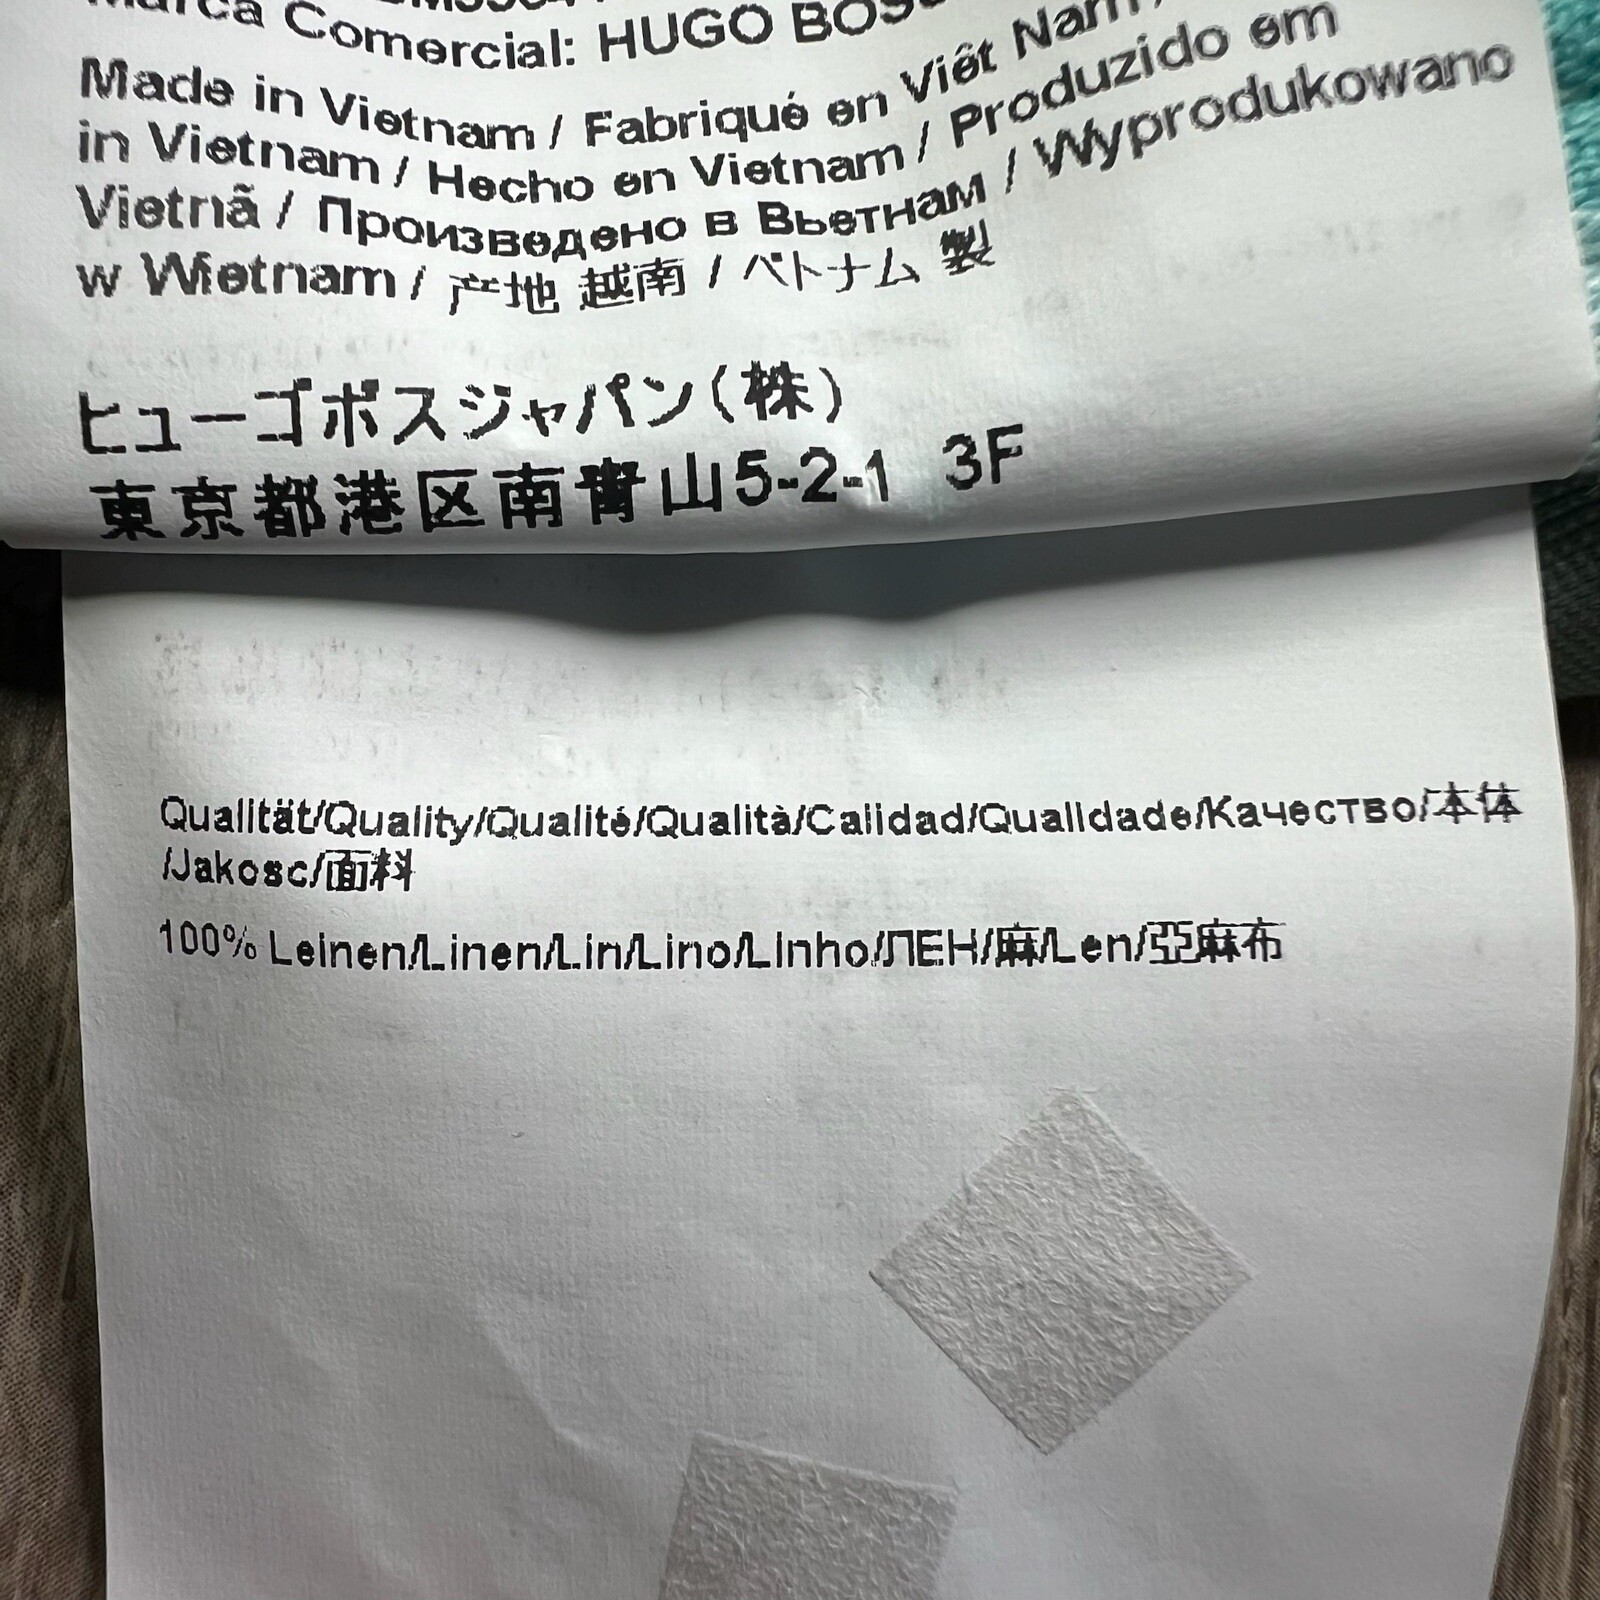 Marca Comercial: HUGO BOSS
Made in Vietnam / Fabriqué en Viêt Nam
in Vietnam / Hecho en Vietnam / Produzido em
Vietnã / Произведено в Вьетнам / Wyprodukowano
w Wietnam / 产地 越南 / ベトナム 製
ヒューゴボスジャパン(株)
東京都港区南青山5-2-1 3F
Qualität/Quality/Qualité/Qualità/Calidad/Qualidade/Качество/本体
/Jakosc/面料
100% Leinen/Linen/Lin/Lino/Linho/ЛЕН/麻/Len/亞麻布